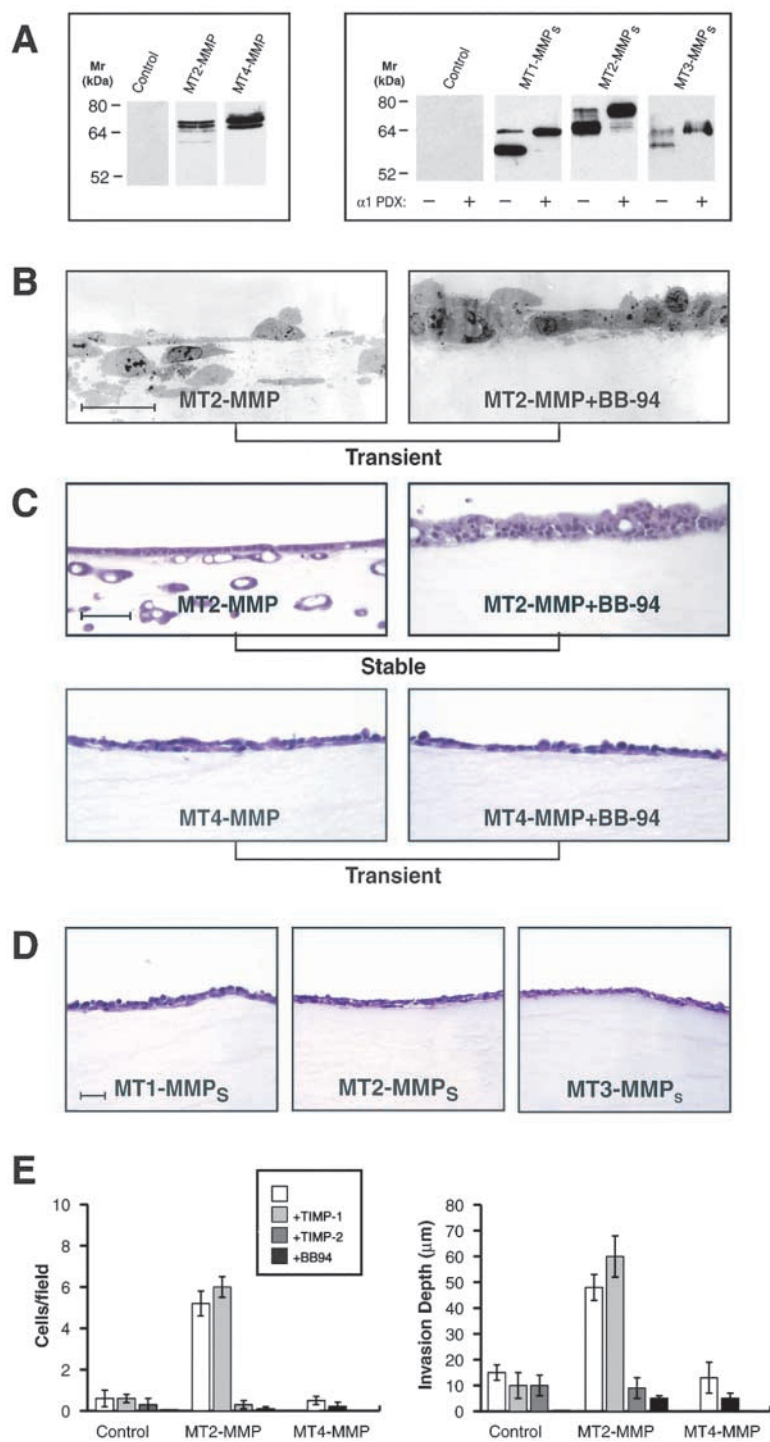 A
Mr
(kDa)
Control
MT2-MMP
MT4-MMP
80
64
52
Mr
(kDa)
Control
MT1-MMPs
MT2-MMPs
MT3-MMPs
80
64
52
α1 PDX: − + − + − + − +
B
MT2-MMP
MT2-MMP+BB-94
Transient
C
MT2-MMP
MT2-MMP+BB-94
Stable
MT4-MMP
MT4-MMP+BB-94
Transient
D
MT1-MMPS
MT2-MMPS
MT3-MMPs
E
+TIMP-1
+TIMP-2
+BB94
Cells/field
10
8
6
4
2
0
Control MT2-MMP MT4-MMP
Invasion Depth (μm)
80
70
60
50
40
30
20
10
0
Control MT2-MMP MT4-MMP